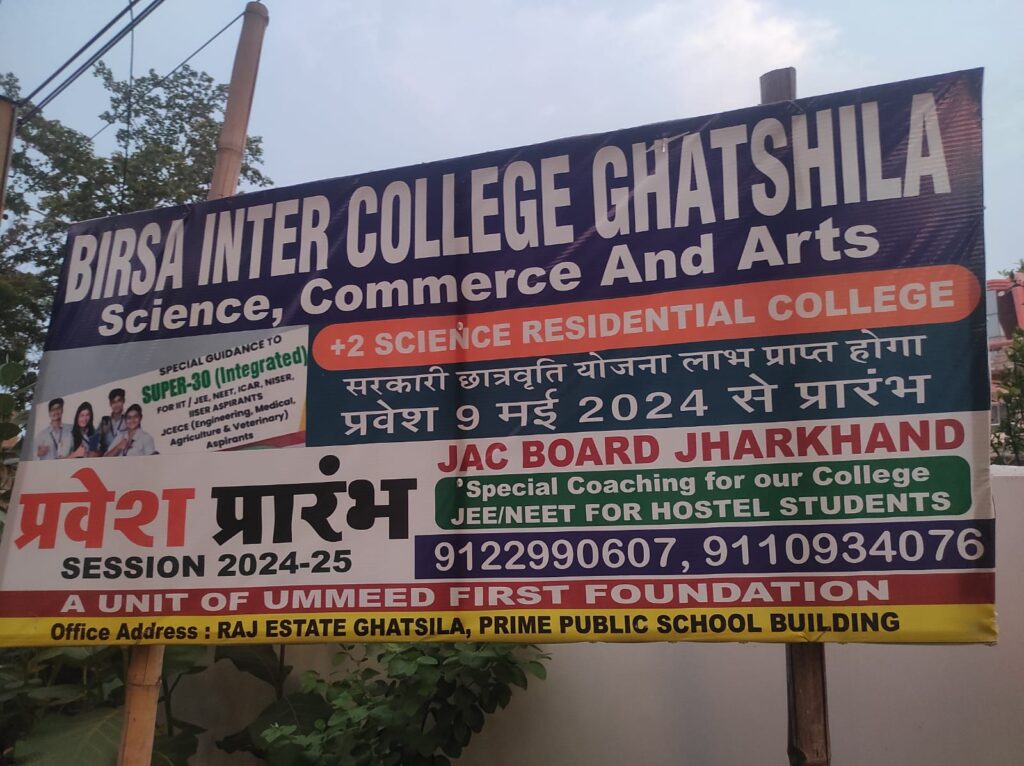 BIRSA INTER COLLEGE GHATSHILA
Science, Commerce And Arts
+2 SCIENCE RESIDENTIAL COLLEGE
SPECIAL GUIDANCE TO
SUPER-30 (Integrated)
FOR IIT / JEE, NEET, ICAR, NISER,
IISER ASPIRANTS
JCECE (Engineering, Medical,
Agriculture & Veterinary)
Aspirants
सरकारी छात्रवृति योजना लाभ प्राप्त होगा
प्रवेश 9 मई 2024 से प्रारंभ
JAC BOARD JHARKHAND
'Special Coaching for our College
JEE/NEET FOR HOSTEL STUDENTS
प्रवेश प्रारंभ
SESSION 2024-25
9122990607, 9110934076
A UNIT OF UMMEED FIRST FOUNDATION
Office Address : RAJ ESTATE GHATSILA, PRIME PUBLIC SCHOOL BUILDING